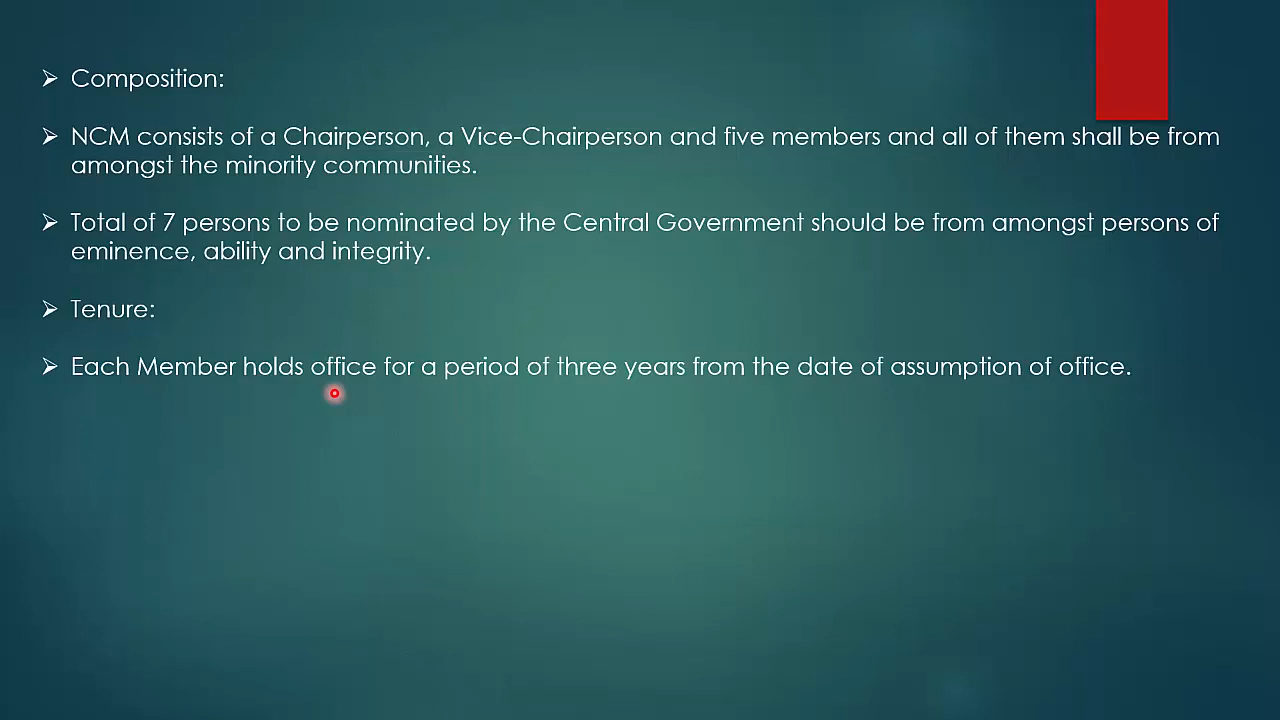 Composition:
NCM consists of a Chairperson, a Vice-Chairperson and five members and all of them shall be from
amongst the minority communities.
Total of 7 persons to be nominated by the Central Government should be from amongst persons of
eminence, ability and integrity.
Tenure:
Each Member holds office for a period of three years from the date of assumption of office.